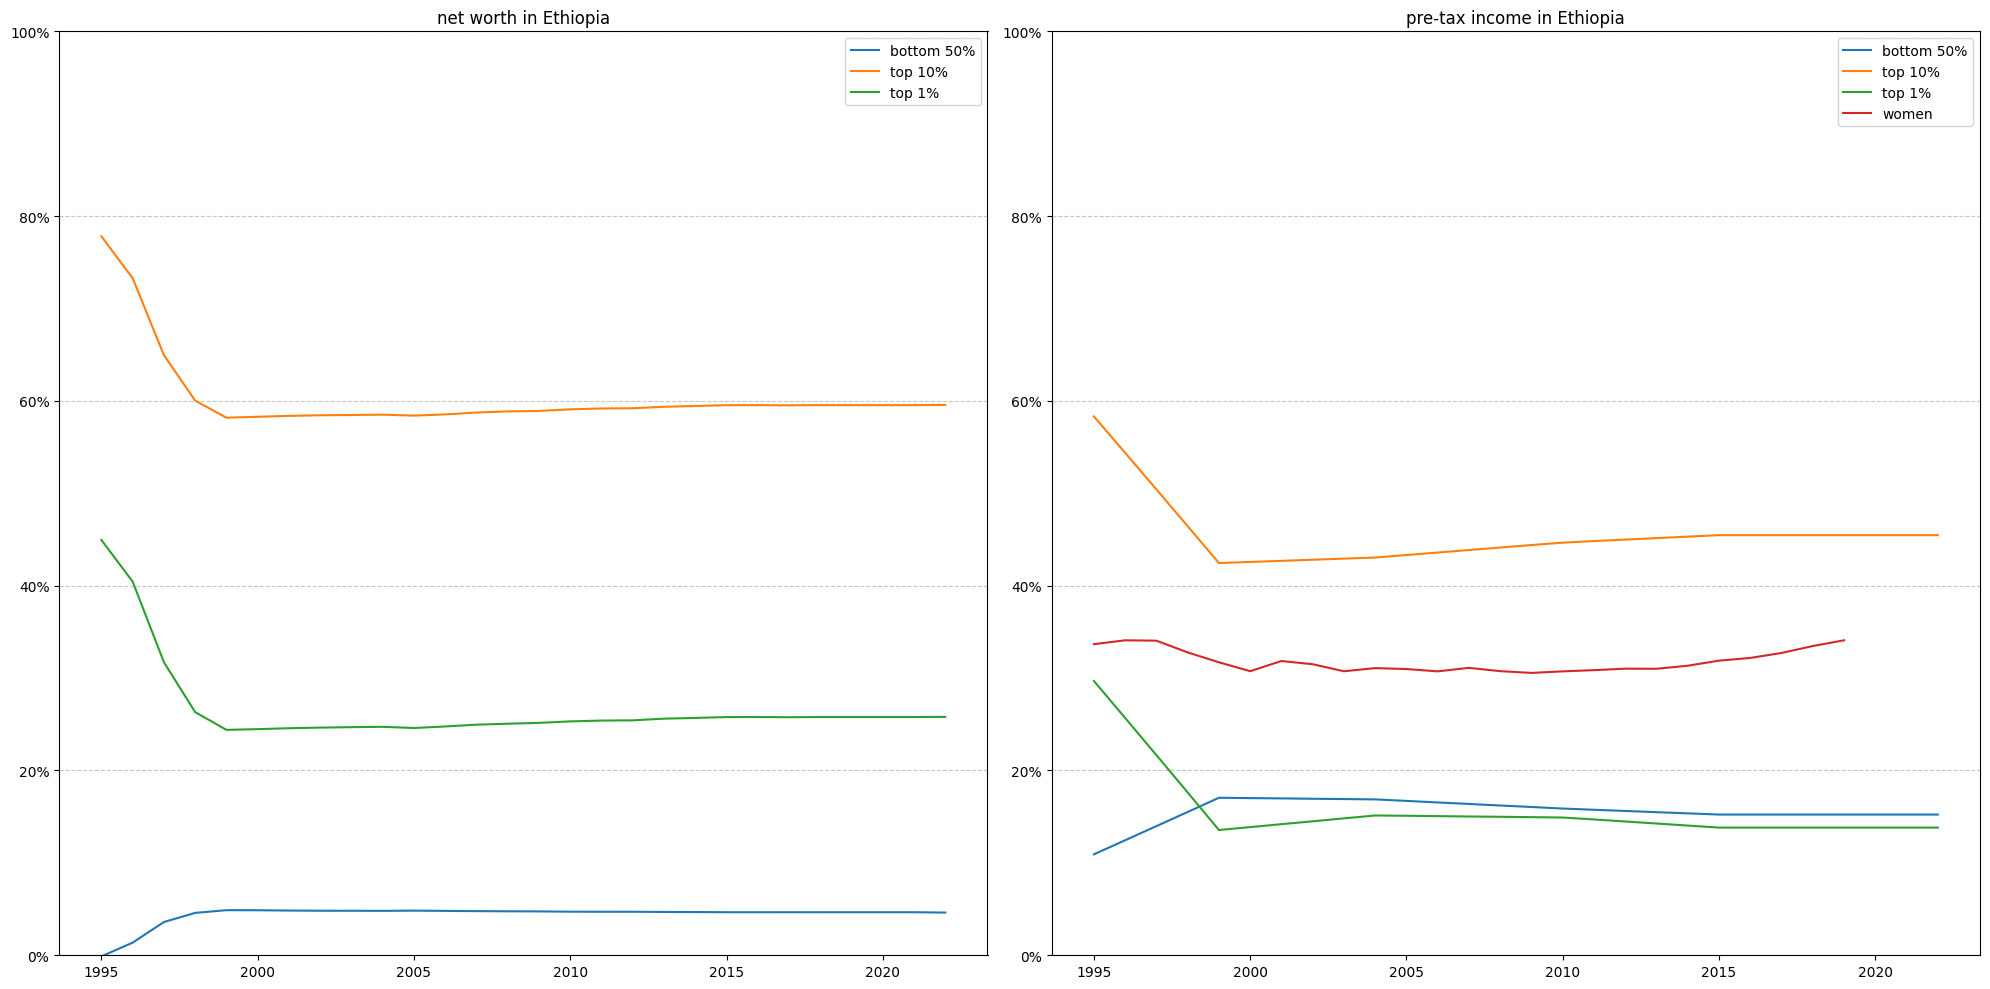 net worth in Ethiopia
100%
80%
60%
40%
20%
0%
1995 2000 2005 2010 2015 2020
bottom 50%
top 10%
top 1%
pre-tax income in Ethiopia
100%
80%
60%
40%
20%
0%
1995 2000 2005 2010 2015 2020
bottom 50%
top 10%
top 1%
women